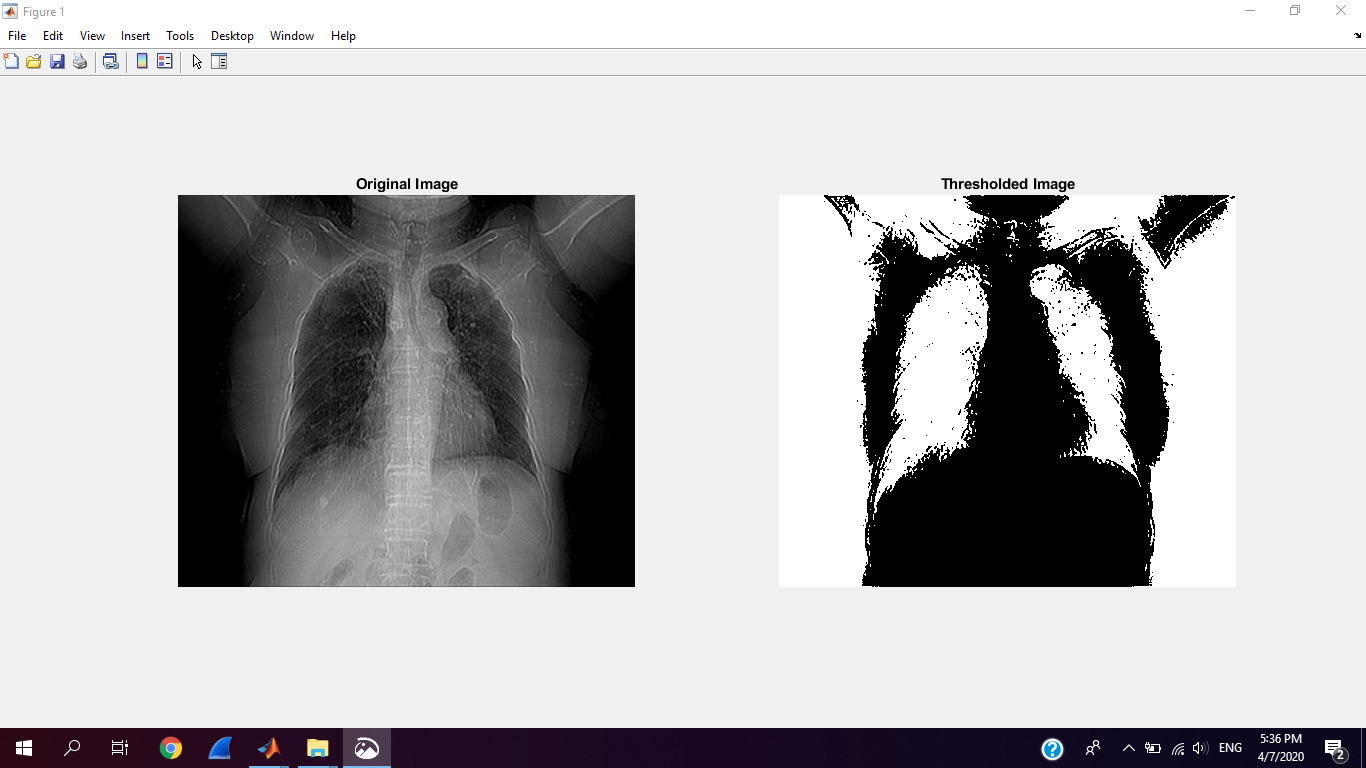 Figure 1
File Edit View Insert Tools Desktop Window Help
Original Image
Thresholded Image
ENG
5:36 PM
4/7/2020
2